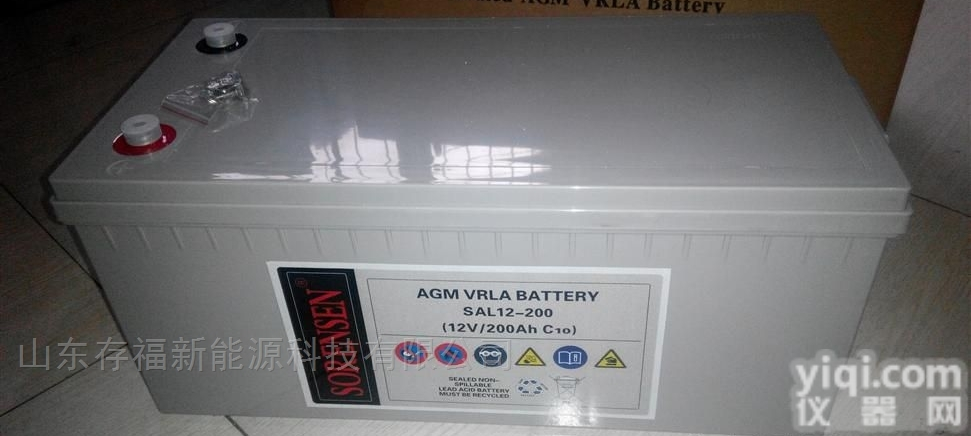 AGM VRLA Battery
AGM VRLA BATTERY
SAL12-200
(12V/200Ah C10)
SEALED NON-
SPILLABLE
LEAD ACID BATTERY
MUST BE RECYCLED
山东存福新能源科技有限公司
yiqi.com
仪器网